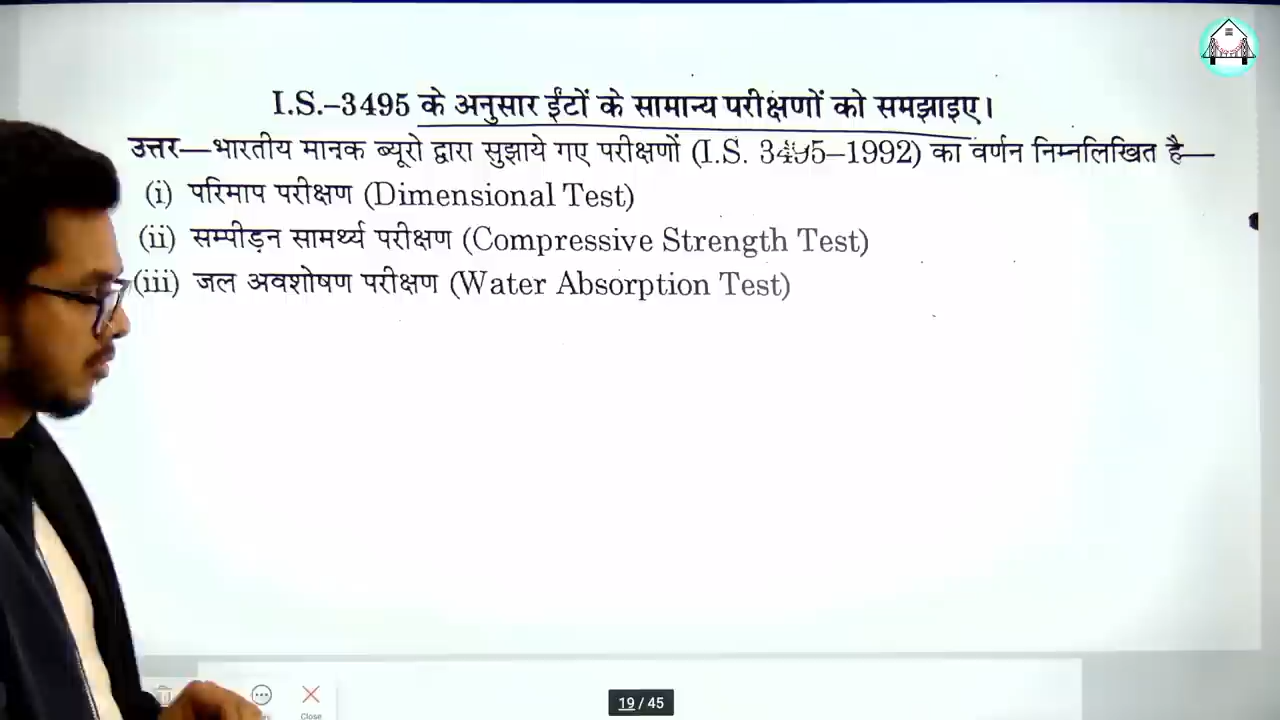 I.S.–3495 के अनुसार ईंटों के सामान्य परीक्षणों को समझाइए।
उत्तर—भारतीय मानक ब्यूरो द्वारा सुझाये गए परीक्षणों (I.S. 3495–1992) का वर्णन निम्नलिखित है—
(i) परिमाप परीक्षण (Dimensional Test)
(ii) सम्पीड़न सामर्थ्य परीक्षण (Compressive Strength Test)
(iii) जल अवशोषण परीक्षण (Water Absorption Test)
Close
19 / 45